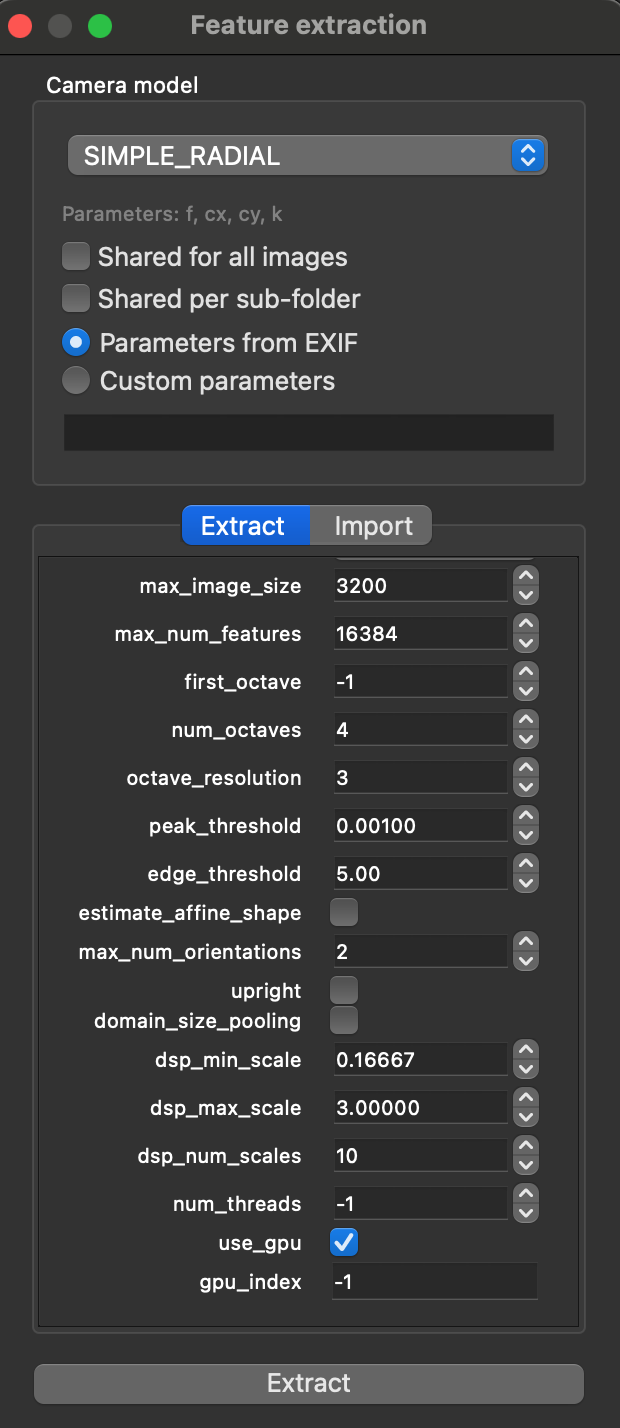 Feature extraction
Camera model
SIMPLE_RADIAL
Parameters: f, cx, cy, k
Shared for all images
Shared per sub-folder
Parameters from EXIF
Custom parameters
Extract Import
max_image_size 3200
max_num_features 16384
first_octave -1
num_octaves 4
octave_resolution 3
peak_threshold 0.00100
edge_threshold 5.00
estimate_affine_shape
max_num_orientations 2
upright
domain_size_pooling
dsp_min_scale 0.16667
dsp_max_scale 3.00000
dsp_num_scales 10
num_threads -1
use_gpu
gpu_index -1
Extract